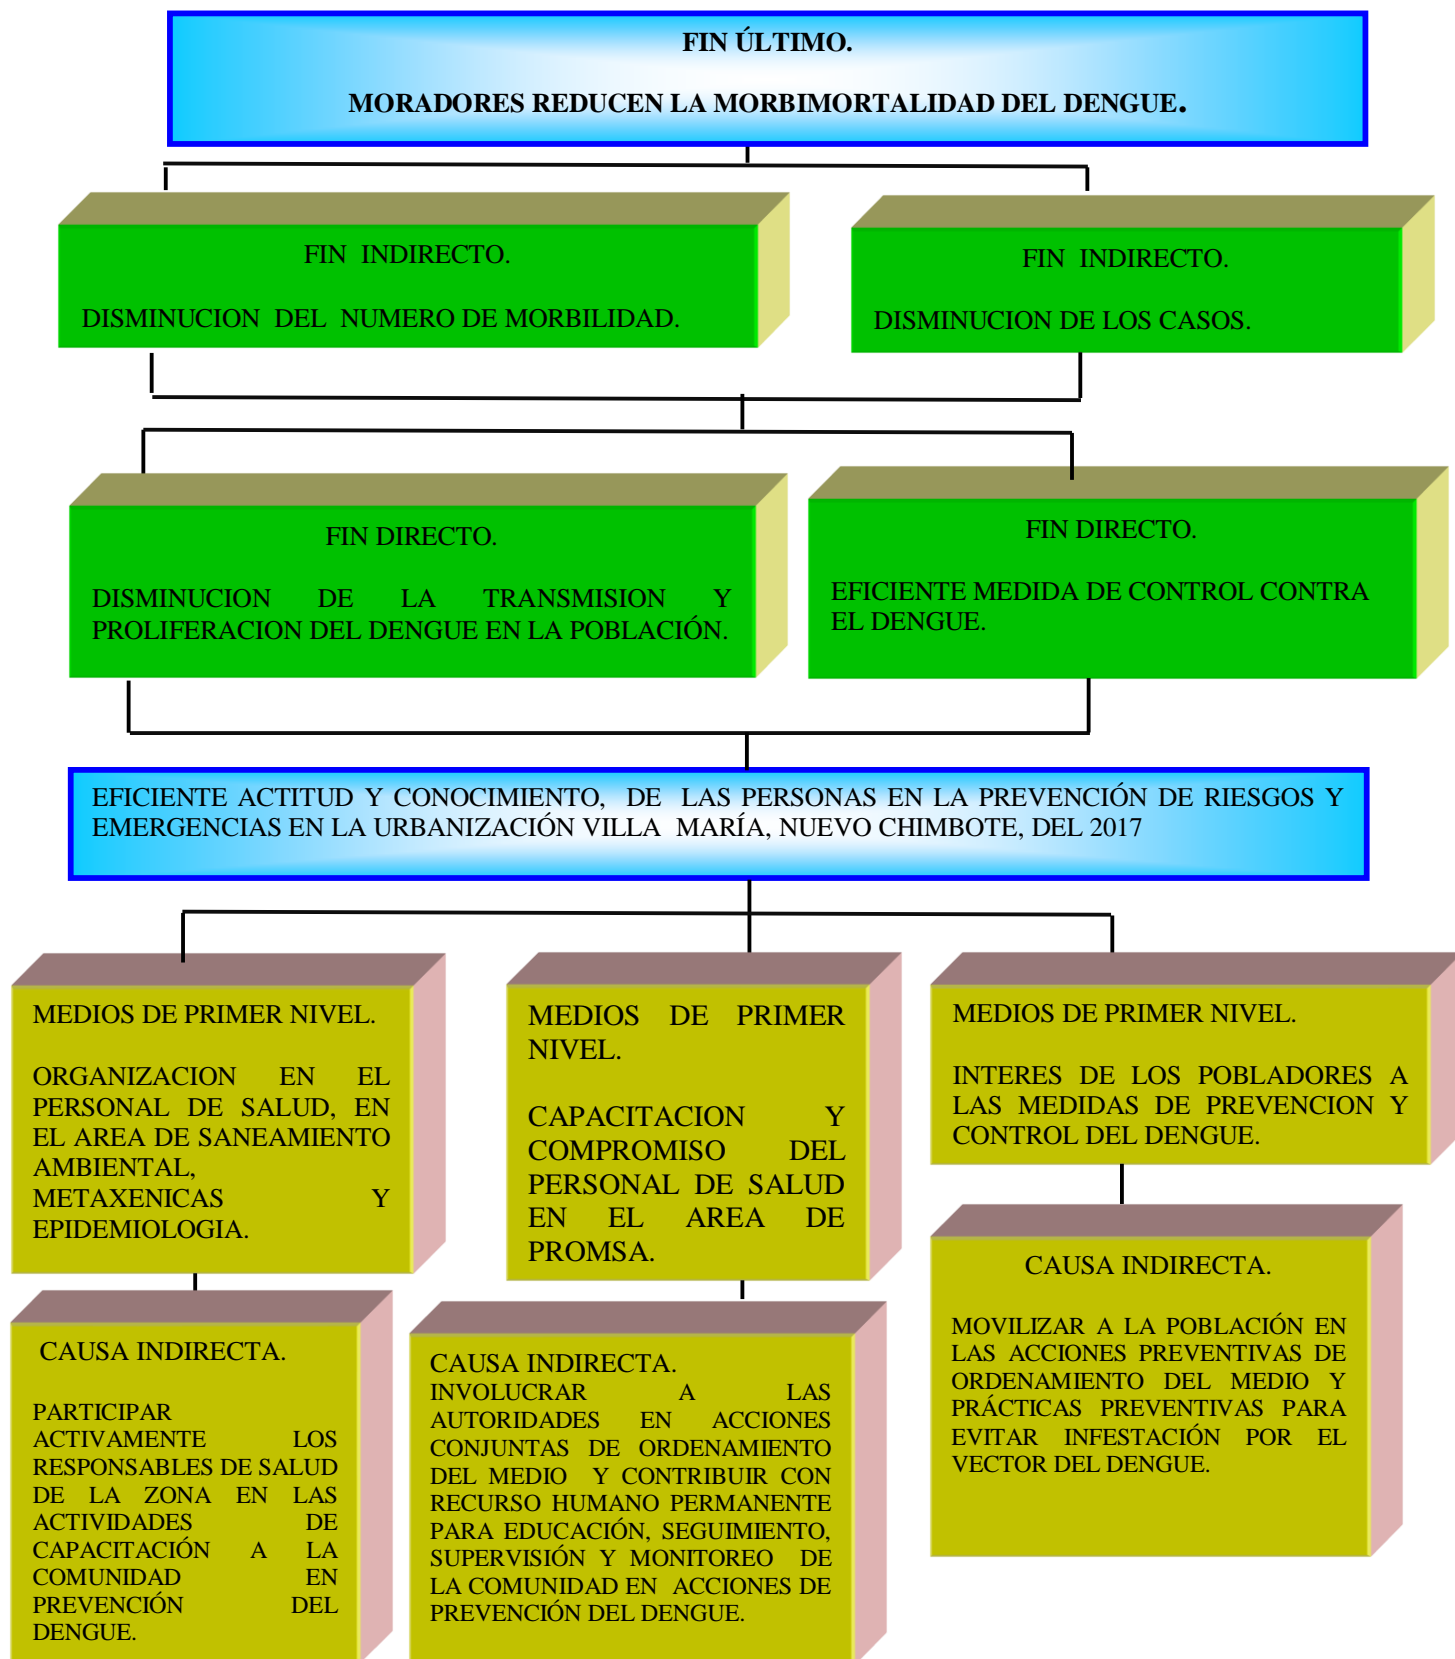 FIN ÚLTIMO.
MORADORES REDUCEN LA MORBIMORTALIDAD DEL DENGUE.
FIN INDIRECTO.
DISMINUCION DEL NUMERO DE MORBILIDAD.
FIN INDIRECTO.
DISMINUCION DE LOS CASOS.
FIN DIRECTO.
DISMINUCION DE LA TRANSMISION Y
PROLIFERACION DEL DENGUE EN LA POBLACIÓN.
FIN DIRECTO.
EFICIENTE MEDIDA DE CONTROL CONTRA
EL DENGUE.
EFICIENTE ACTITUD Y CONOCIMIENTO, DE LAS PERSONAS EN LA PREVENCIÓN DE RIESGOS Y
EMERGENCIAS EN LA URBANIZACIÓN VILLA MARÍA, NUEVO CHIMBOTE, DEL 2017
MEDIOS DE PRIMER NIVEL.
ORGANIZACION EN EL
PERSONAL DE SALUD, EN
EL AREA DE SANEAMIENTO
AMBIENTAL,
METAXENICAS Y
EPIDEMIOLOGIA.
MEDIOS DE PRIMER
NIVEL.
CAPACITACION Y
COMPROMISO DEL
PERSONAL DE SALUD
EN EL AREA DE
PROMSA.
MEDIOS DE PRIMER NIVEL.
INTERES DE LOS POBLADORES A
LAS MEDIDAS DE PREVENCION Y
CONTROL DEL DENGUE.
CAUSA INDIRECTA.
PARTICIPAR
ACTIVAMENTE LOS
RESPONSABLES DE SALUD
DE LA ZONA EN LAS
ACTIVIDADES DE
CAPACITACIÓN A LA
COMUNIDAD EN
PREVENCIÓN DEL
DENGUE.
CAUSA INDIRECTA.
INVOLUCRAR A LAS
AUTORIDADES EN ACCIONES
CONJUNTAS DE ORDENAMIENTO
DEL MEDIO Y CONTRIBUIR CON
RECURSO HUMANO PERMANENTE
PARA EDUCACIÓN, SEGUIMIENTO,
SUPERVISIÓN Y MONITOREO DE
LA COMUNIDAD EN ACCIONES DE
PREVENCIÓN DEL DENGUE.
CAUSA INDIRECTA.
MOVILIZAR A LA POBLACIÓN EN
LAS ACCIONES PREVENTIVAS DE
ORDENAMIENTO DEL MEDIO Y
PRÁCTICAS PREVENTIVAS PARA
EVITAR INFESTACIÓN POR EL
VECTOR DEL DENGUE.